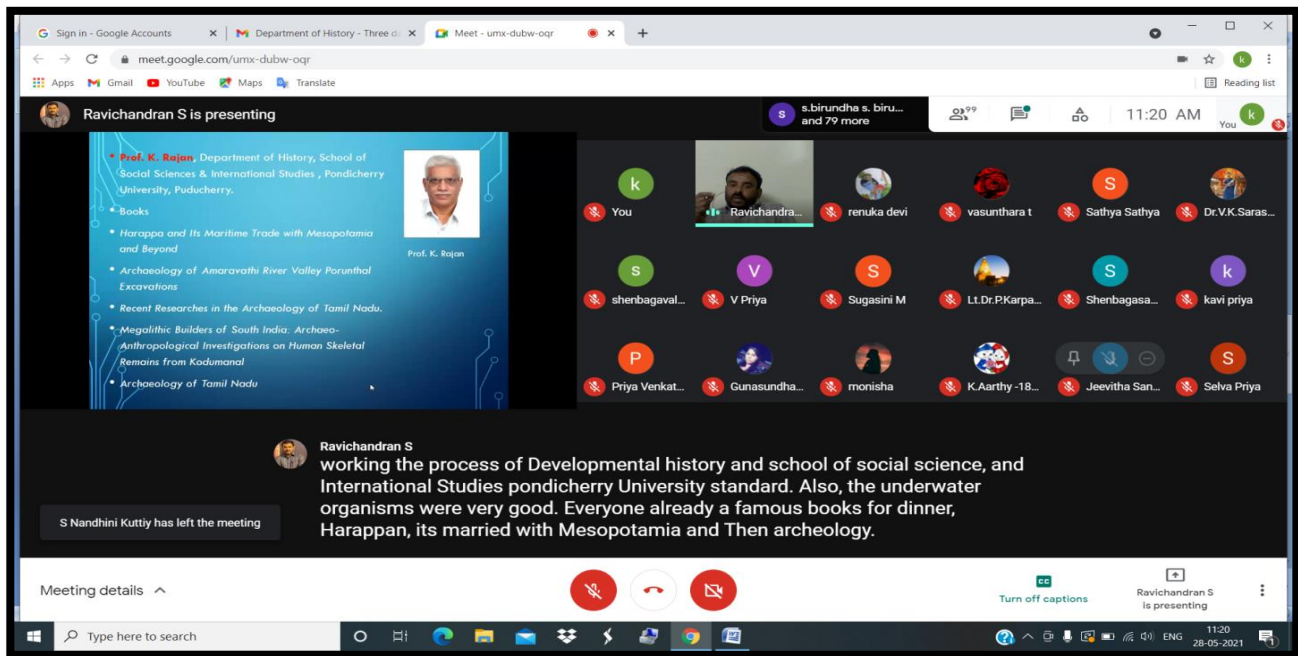 Sign in - Google Accounts
Department of History - Three d
Meet - umx-dubw-oqr
meet.google.com/umx-dubw-oqr
k
Apps
Gmail
YouTube
Maps
Translate
Reading list
Ravichandran S is presenting
s
s.birundha s. biru...
and 79 more
99
11:20 AM
You
k
• Prof. K. Rajan, Department of History, School of
Social Sciences & International Studies , Pondicherry
University, Puducherry.
• Books
• Harappa and Its Maritime Trade with Mesopotamia
and Beyond
• Archaeology of Amaravathi River Valley Porunthal
Excavations
• Recent Researches in the Archaeology of Tamil Nadu.
• Megalithic Builders of South India: Archaeo-
Anthropological Investigations on Human Skeletal
Remains from Kodumanal
• Archaeology of Tamil Nadu
Prof. K. Rajan
k
You
Ravichandra...
renuka devi
vasunthara t
S
Sathya Sathya
Dr.V.K.Saras...
s
shenbagaval...
V
V Priya
S
Sugasini M
Lt.Dr.P.Karpa...
S
Shenbagasa...
k
kavi priya
P
Priya Venkat...
Gunasundha...
monisha
K.Aarthy -18...
Jeevitha San...
S
Selva Priya
Ravichandran S
working the process of Developmental history and school of social science, and
International Studies pondicherry University standard. Also, the underwater
organisms were very good. Everyone already a famous books for dinner,
Harappan, its married with Mesopotamia and Then archeology.
S Nandhini Kuttiy has left the meeting
Meeting details
CC
Turn off captions
Ravichandran S
is presenting
Type here to search
ENG
11:20
28-05-2021